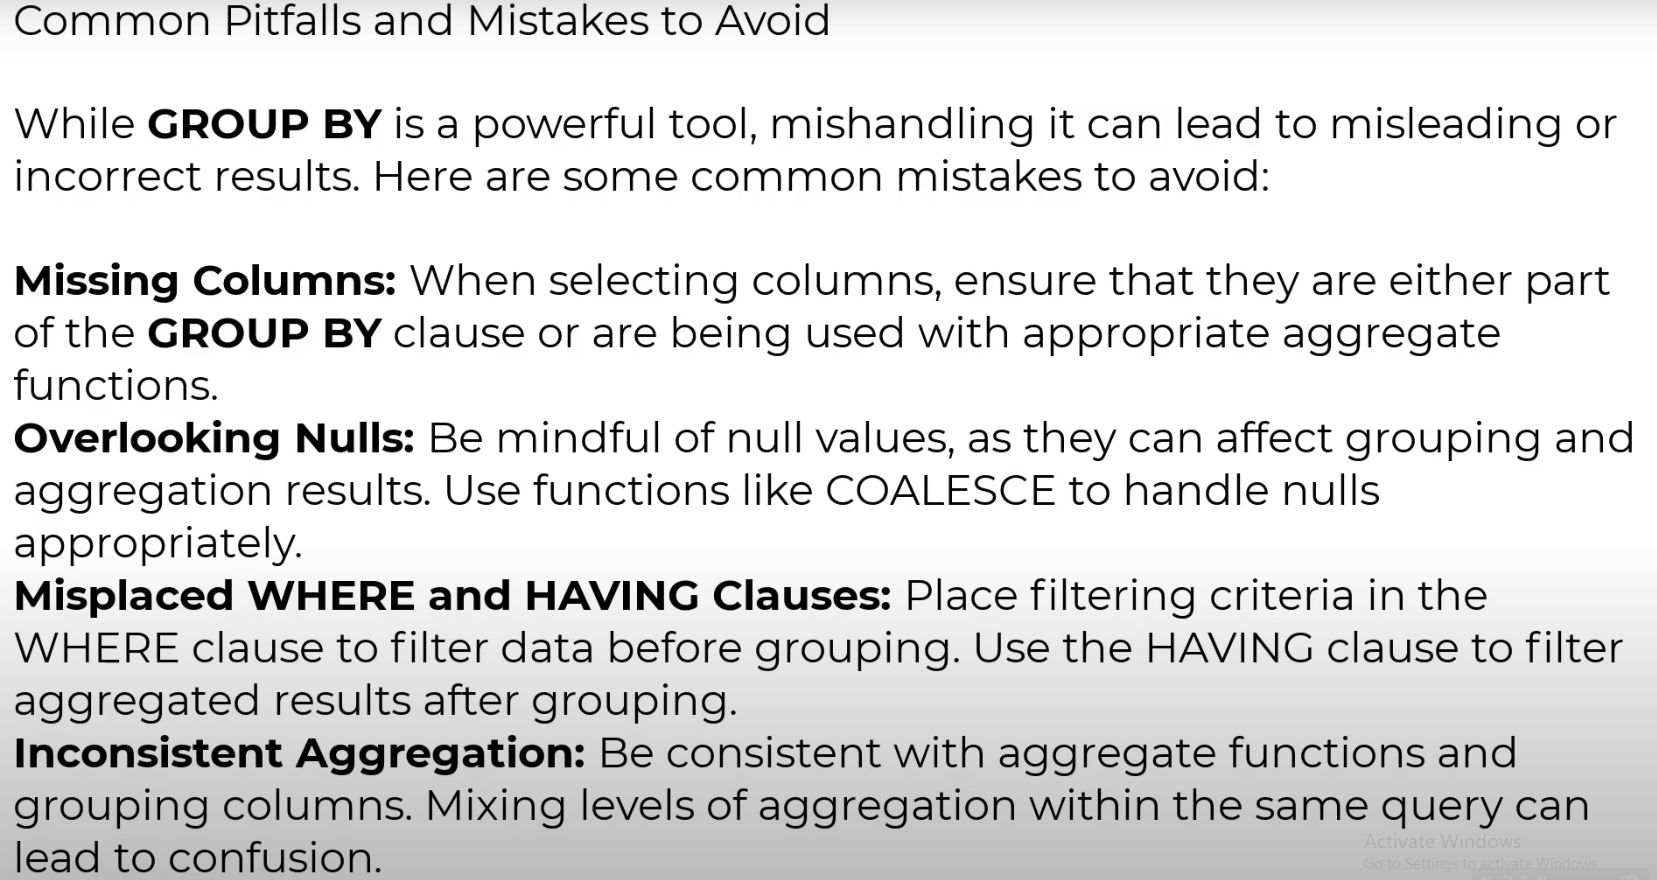 Common Pitfalls and Mistakes to Avoid
While GROUP BY is a powerful tool, mishandling it can lead to misleading or
incorrect results. Here are some common mistakes to avoid:
Missing Columns: When selecting columns, ensure that they are either part
of the GROUP BY clause or are being used with appropriate aggregate
functions.
Overlooking Nulls: Be mindful of null values, as they can affect grouping and
aggregation results. Use functions like COALESCE to handle nulls
appropriately.
Misplaced WHERE and HAVING Clauses: Place filtering criteria in the
WHERE clause to filter data before grouping. Use the HAVING clause to filter
aggregated results after grouping.
Inconsistent Aggregation: Be consistent with aggregate functions and
grouping columns. Mixing levels of aggregation within the same query can
lead to confusion.
Activate Windows
Go to Settings to activate Windows.